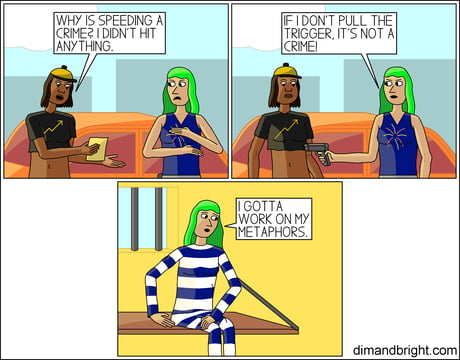 WHY IS SPEEDING A
CRIME? I DIDN'T HIT
ANYTHING.
IF I DON'T PULL THE
TRIGGER, IT'S NOT A
CRIME!
I GOTTA
WORK ON MY
METAPHORS.
dimandbright.com